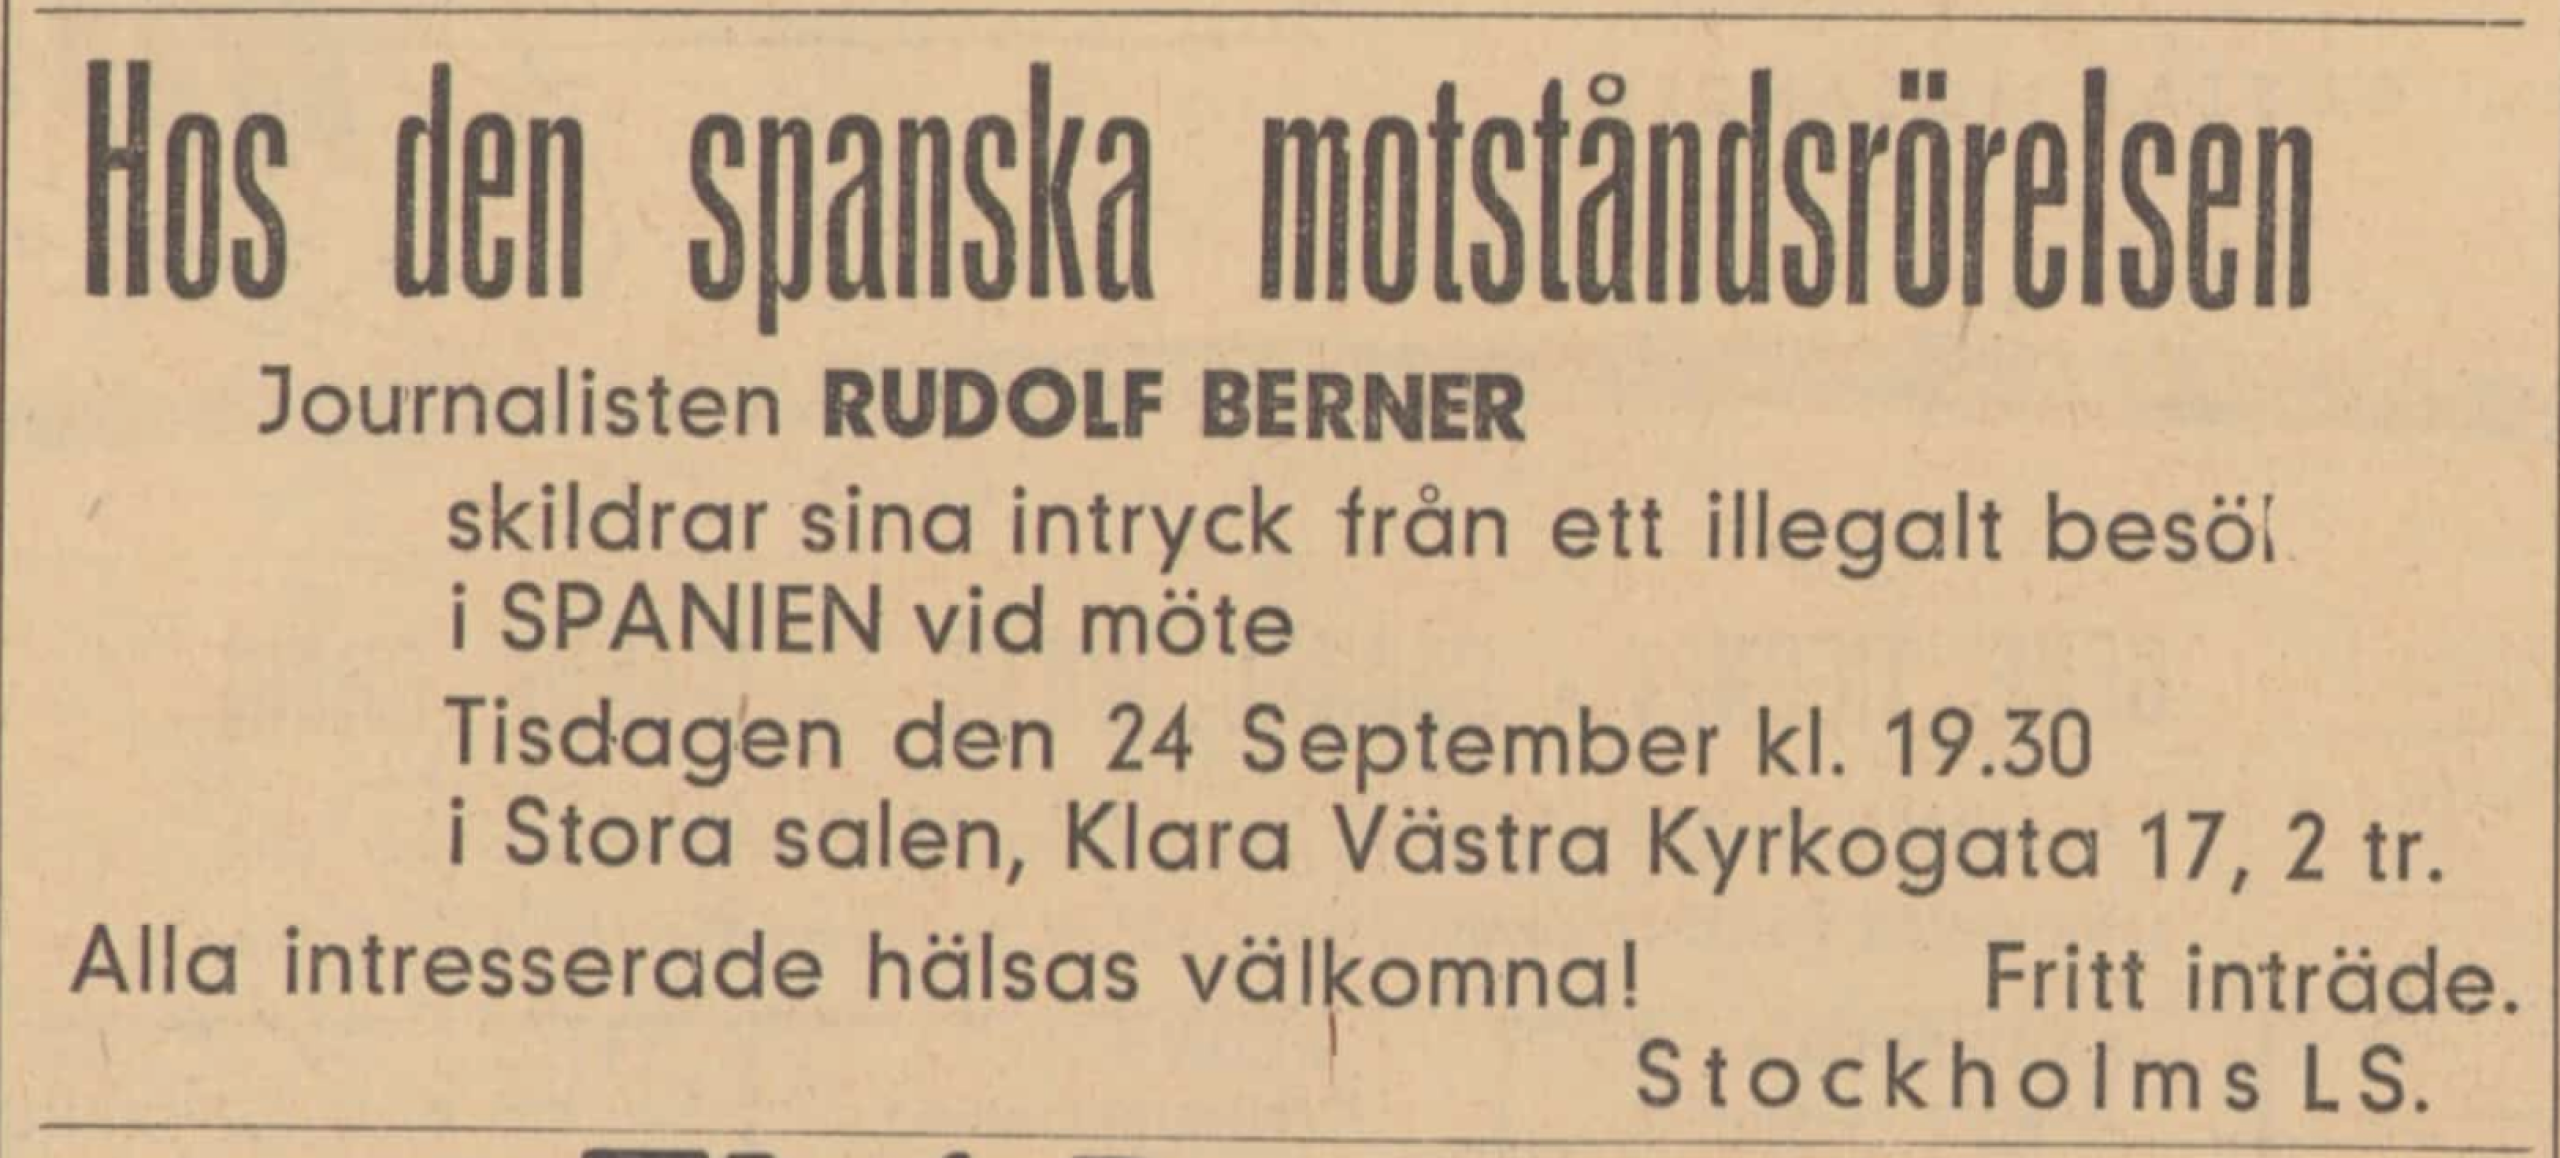 Hos den spanska motståndsrörelsen
Journalisten RUDOLF BERNER
skildrar sina intryck från ett illegalt besök
i SPANIEN vid möte
Tisdagen den 24 September kl. 19.30
i Stora salen, Klara Västra Kyrkogata 17, 2 tr.
Alla intresserade hälsas välkomna! Fritt inträde.
Stockholms LS.